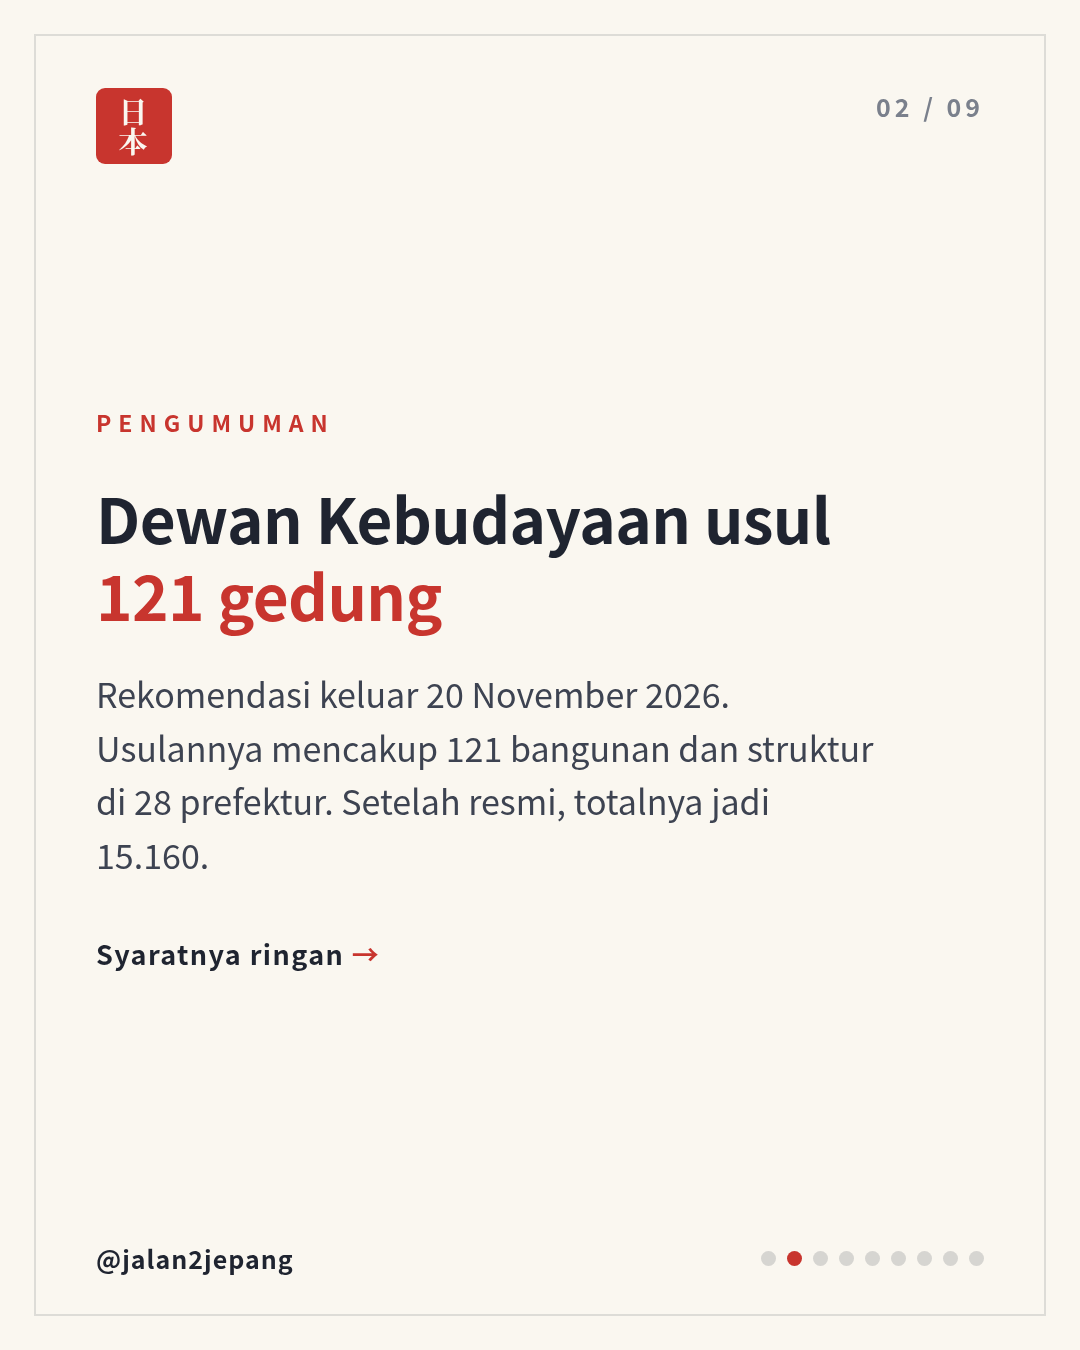 日本
02 / 09
PENGUMUMAN
Dewan Kebudayaan usul
121 gedung
Rekomendasi keluar 20 November 2026.
Usulannya mencakup 121 bangunan dan struktur
di 28 prefektur. Setelah resmi, totalnya jadi
15.160.
Syaratnya ringan →
@jalan2jepang